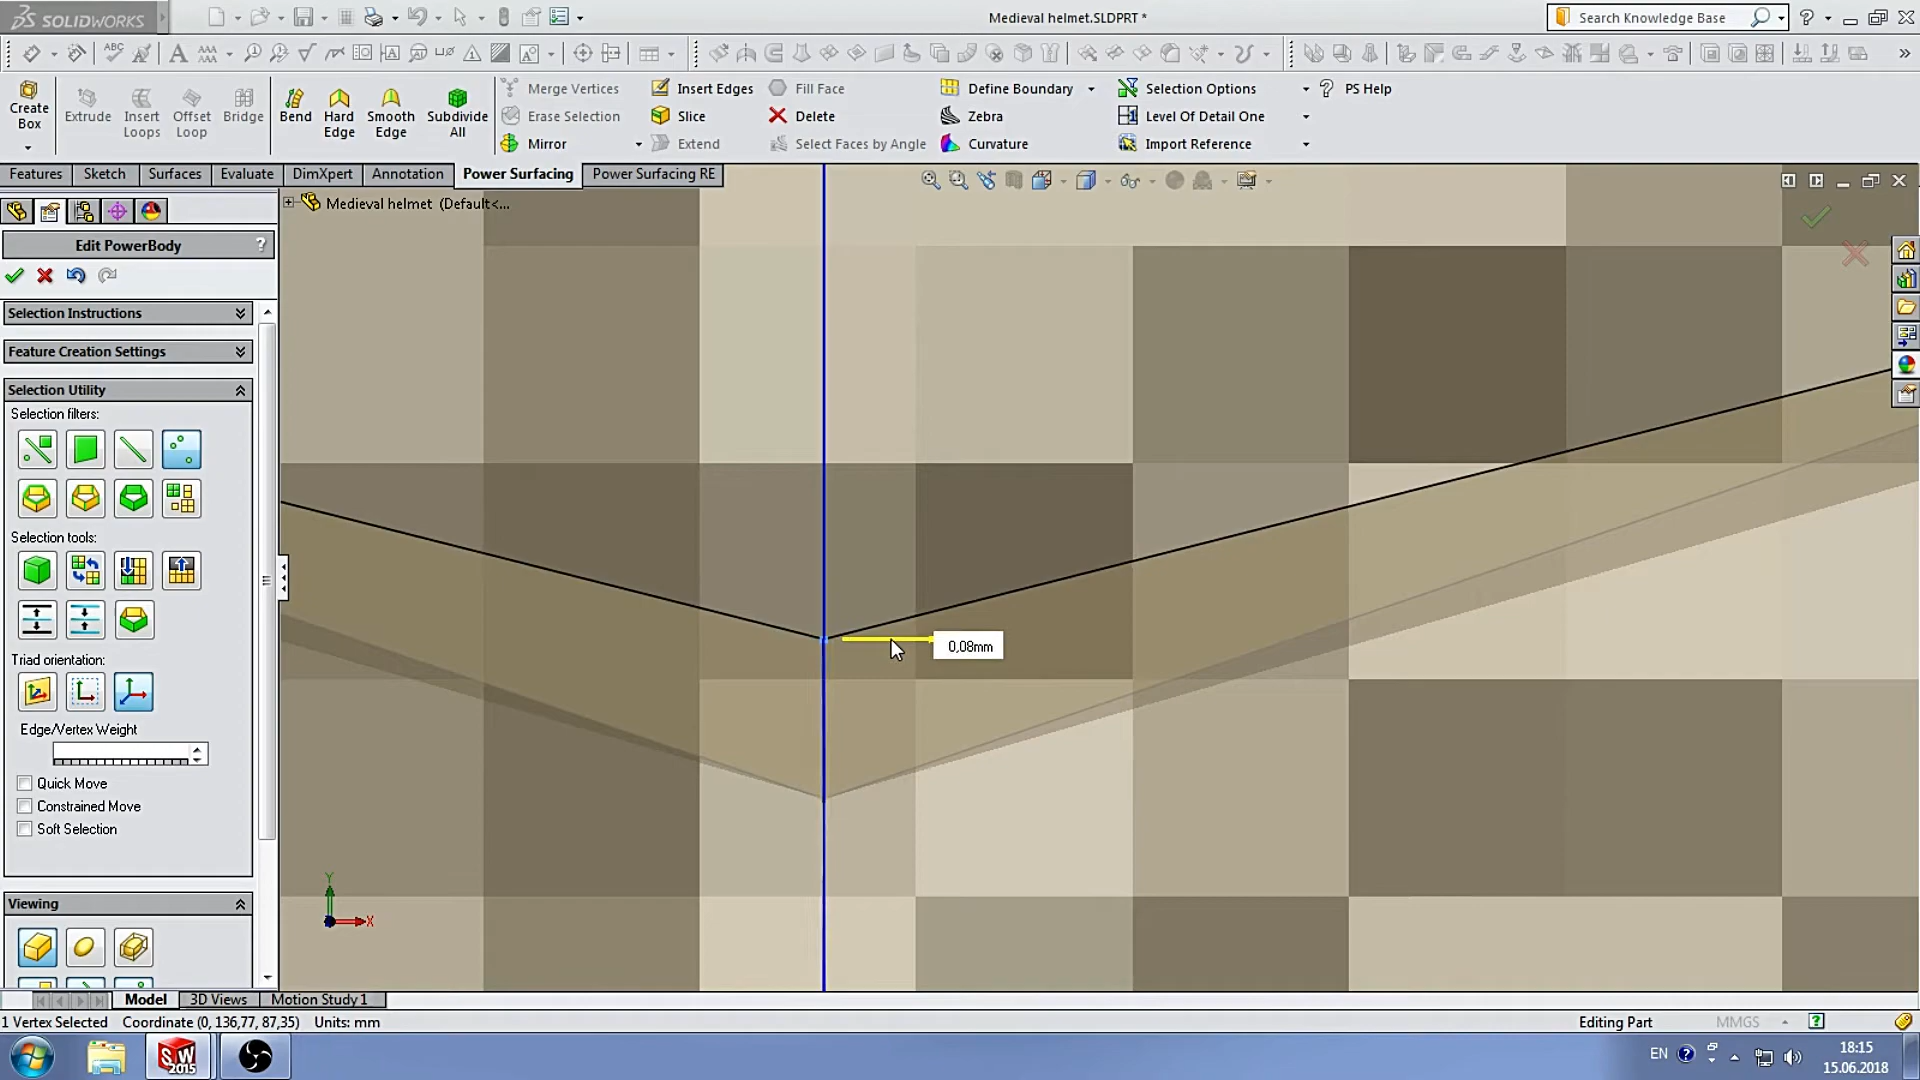 SOLIDWORKS
Medieval helmet.SLDPRT *
Search Knowledge Base
ABC
Create Box
Extrude
Insert Loops
Offset Loop
Bridge
Bend
Hard Edge
Smooth Edge
Subdivide All
Merge Vertices
Erase Selection
Mirror
Insert Edges
Slice
Extend
Fill Face
Delete
Select Faces by Angle
Define Boundary
Zebra
Curvature
Selection Options
Level Of Detail One
Import Reference
PS Help
Features
Sketch
Surfaces
Evaluate
DimXpert
Annotation
Power Surfacing
Power Surfacing RE
Medieval helmet (Default<...
Edit PowerBody
?
Selection Instructions
Feature Creation Settings
Selection Utility
Selection filters:
Selection tools:
Triad orientation:
Edge/Vertex Weight
Quick Move
Constrained Move
Soft Selection
Viewing
0,08mm
Y
X
Model
3D Views
Motion Study 1
1 Vertex Selected
Coordinate (0, 136,77, 87,35)
Units: mm
Editing Part
MMGS
SW 2015
EN
18:15
15.06.2018